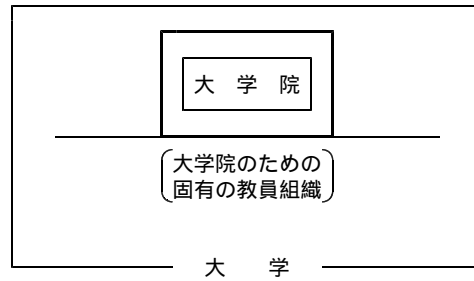 大 学 院
大学院のための
固有の教員組織
大 学